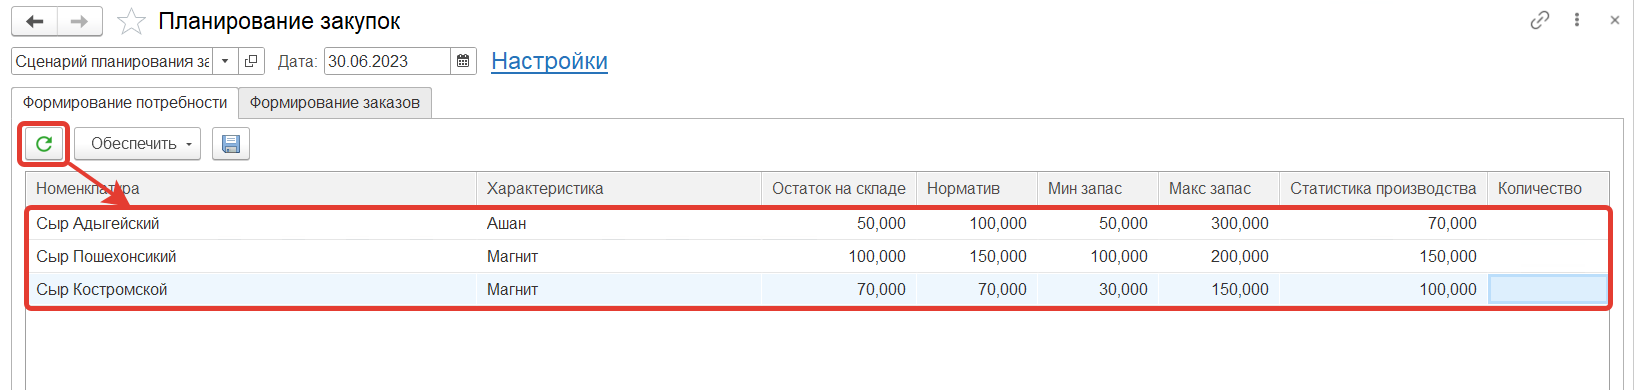 Планирование закупок
Сценарий планирования за Дата: 30.06.2023 Настройки
Формирование потребности Формирование заказов
Обеспечить
Номенклатура Характеристика Остаток на складе Норматив Мин запас Макс запас Статистика производства Количество
Сыр Адыгейский Ашан 50,000 100,000 50,000 300,000 70,000
Сыр Пошехонсикий Магнит 100,000 150,000 100,000 200,000 150,000
Сыр Костромской Магнит 70,000 70,000 30,000 150,000 100,000